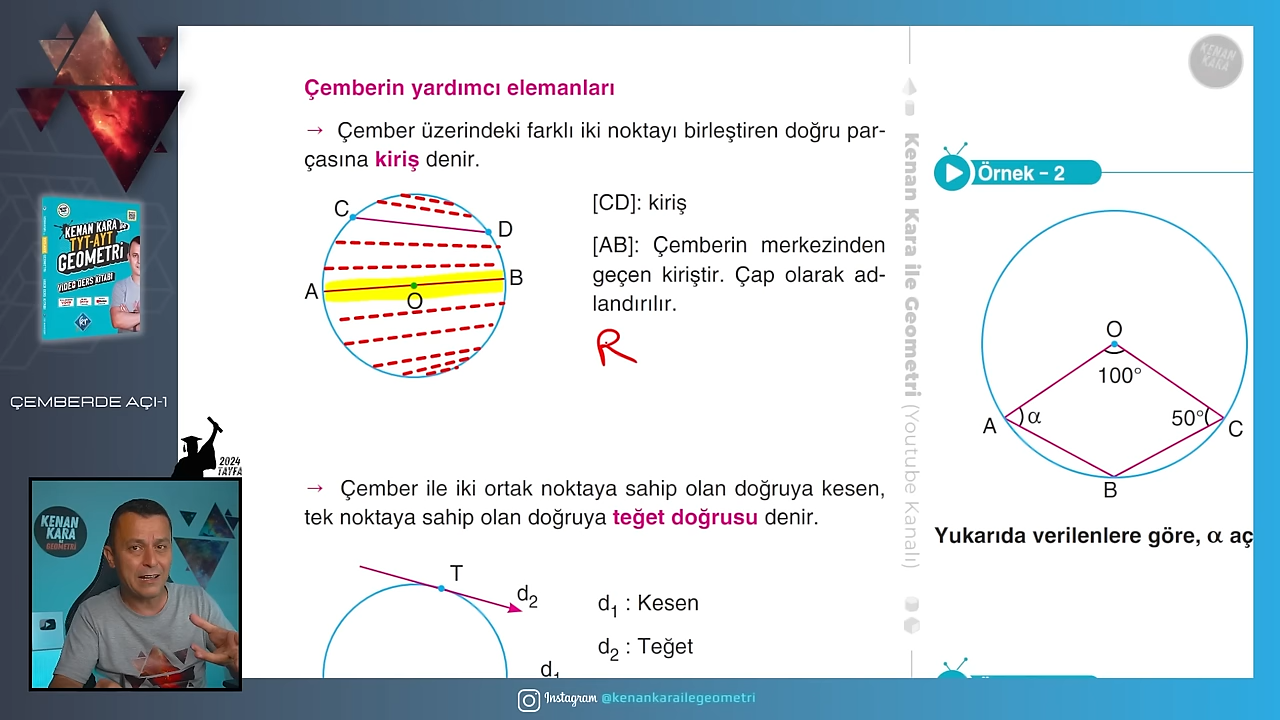 Çemberin yardımcı elemanları
→ Çember üzerindeki farklı iki noktayı birleştiren doğru par-
çasına kiriş denir.
C
D
A
B
O
[CD]: kiriş
[AB]: Çemberin merkezinden
geçen kiriştir. Çap olarak ad-
landırılır.
R
→ Çember ile iki ortak noktaya sahip olan doğruya kesen,
tek noktaya sahip olan doğruya teğet doğrusu denir.
T
d2
d1
d1 : Kesen
d2 : Teğet
Kenan Kara ile Geometri (Youtube Kanalı)
KENAN
KARA
Örnek – 2
O
100°
A
α
50°
C
B
Yukarıda verilenlere göre, α aç
KENAN KARA
TYT-AYT
GEOMETRİ
VİDEO DERS KİTABI
ÇEMBERDE AÇI-1
2024
TAYFA
KENAN
KARA
GEOMETRİ
Instagram @kenankarailegeometri